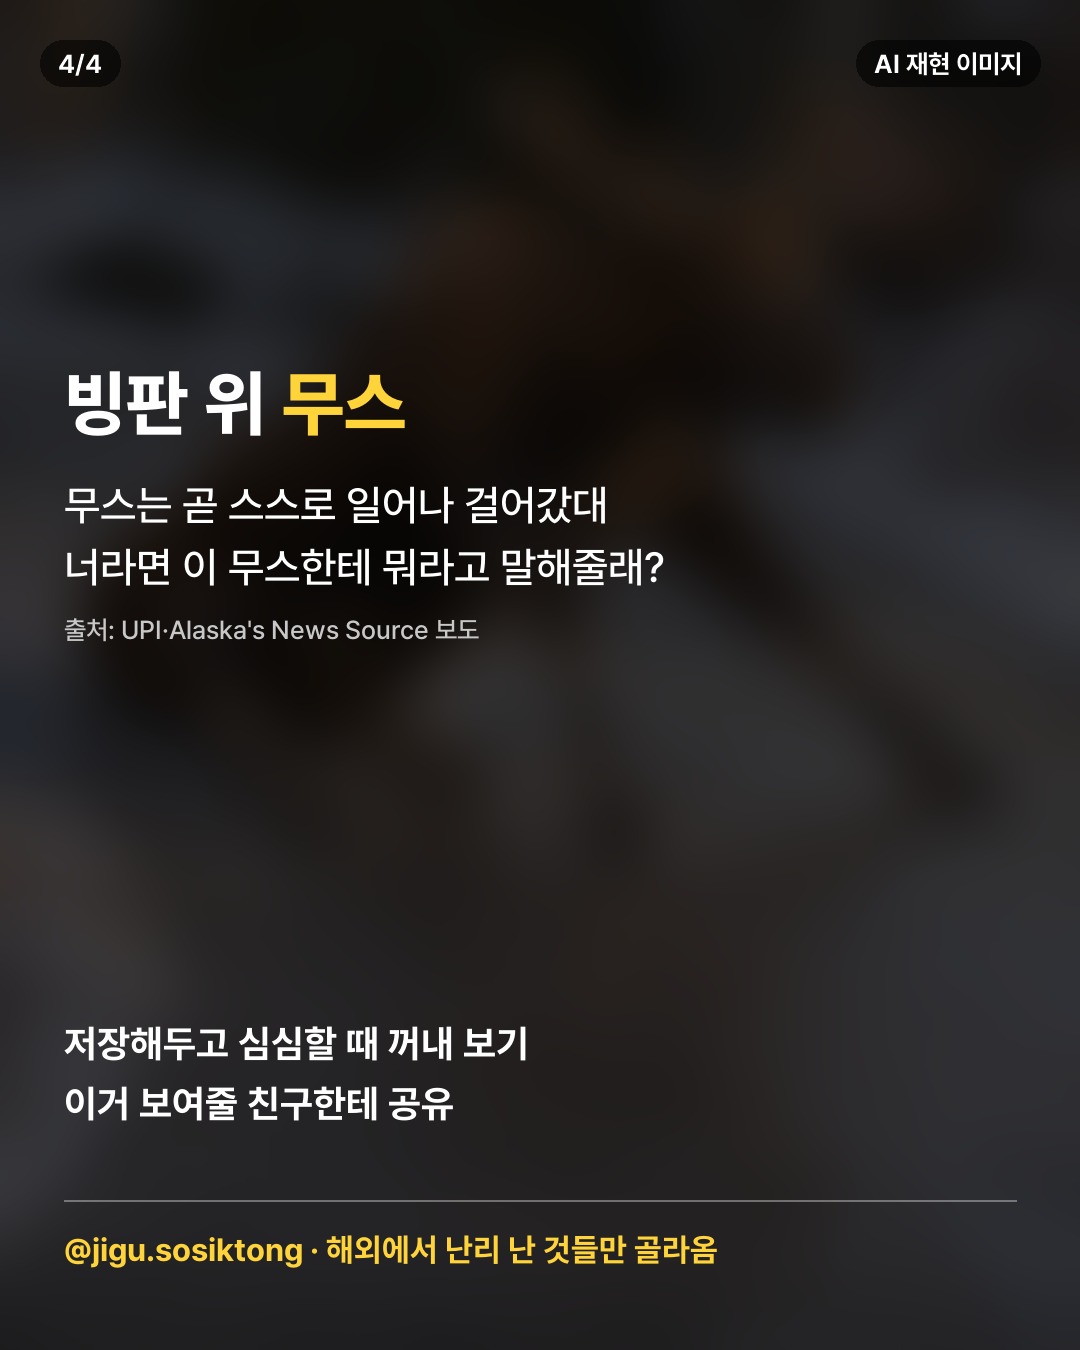 4/4
AI 재현 이미지
빙판 위 무스
무스는 곧 스스로 일어나 걸어갔대
너라면 이 무스한테 뭐라고 말해줄래?
출처: UPI·Alaska's News Source 보도
저장해두고 심심할 때 꺼내 보기
이거 보여줄 친구한테 공유
@jigu.sosiktong · 해외에서 난리 난 것들만 골라옴